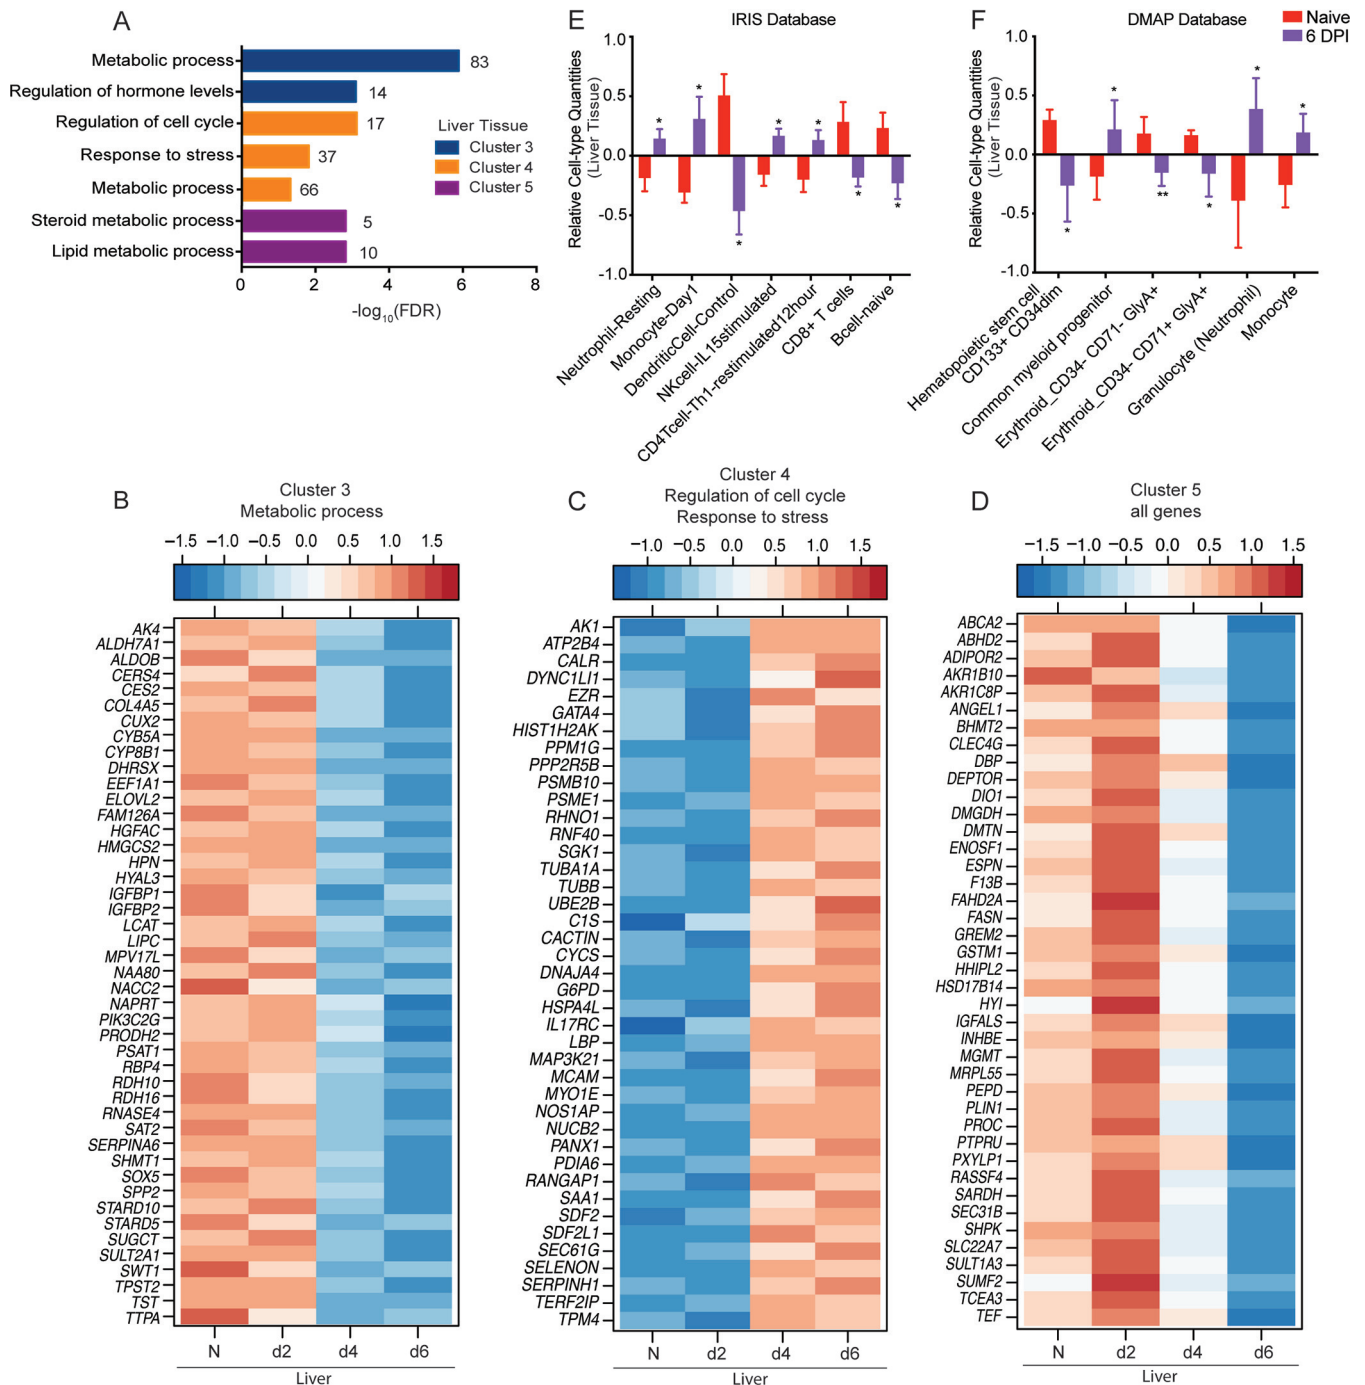 A
Metabolic process
83
Regulation of hormone levels
14
Regulation of cell cycle
17
Response to stress
37
Metabolic process
66
Steroid metabolic process
5
Lipid metabolic process
10
Liver Tissue
Cluster 3
Cluster 4
Cluster 5
0 2 4 6 8
-log10(FDR)
E
IRIS Database
Relative Cell-type Quantities
(Liver Tissue)
1.0
0.5
0.0
-0.5
-1.0
* * * * * * *
Neutrophil-Resting
Monocyte-Day1
DendriticCell-Control
NKcell-IL15stimulated
CD4Tcell-Th1-restimulated12hour
CD8+ T cells
Bcell-naive
F
DMAP Database
Naive
6 DPI
Relative Cell-type Quantities
(Liver Tissue)
1.0
0.5
0.0
-0.5
-1.0
* * ** * * *
Hematopoietic stem cell
CD133+ CD34dim
Common myeloid progenitor
Erythroid_CD34- CD71- GlyA+
Erythroid_CD34- CD71+ GlyA+
Granulocyte (Neutrophil)
Monocyte
B
Cluster 3
Metabolic process
−1.5 −1.0 −0.5 0.0 0.5 1.0 1.5
AK4
ALDH7A1
ALDOB
CERS4
CES2
COL4A5
CUX2
CYB5A
CYP8B1
DHRSX
EEF1A1
ELOVL2
FAM126A
HGFAC
HMGCS2
HPN
HYAL3
IGFBP1
IGFBP2
LCAT
LIPC
MPV17L
NAA80
NACC2
NAPRT
PIK3C2G
PRODH2
PSAT1
RBP4
RDH10
RDH16
RNASE4
SAT2
SERPINA6
SHMT1
SOX5
SPP2
STARD10
STARD5
SUGCT
SULT2A1
SWT1
TPST2
TST
TTPA
N d2 d4 d6
Liver
C
Cluster 4
Regulation of cell cycle
Response to stress
−1.0 −0.5 0.0 0.5 1.0 1.5
AK1
ATP2B4
CALR
DYNC1LI1
EZR
GATA4
HIST1H2AK
PPM1G
PPP2R5B
PSMB10
PSME1
RHNO1
RNF40
SGK1
TUBA1A
TUBB
UBE2B
C1S
CACTIN
CYCS
DNAJA4
G6PD
HSPA4L
IL17RC
LBP
MAP3K21
MCAM
MYO1E
NOS1AP
NUCB2
PANX1
PDIA6
RANGAP1
SAA1
SDF2
SDF2L1
SEC61G
SELENON
SERPINH1
TERF2IP
TPM4
N d2 d4 d6
Liver
D
Cluster 5
all genes
−1.5 −1.0 −0.5 0.0 0.5 1.0 1.5
ABCA2
ABHD2
ADIPOR2
AKR1B10
AKR1C8P
ANGEL1
BHMT2
CLEC4G
DBP
DEPTOR
DIO1
DMGDH
DMTN
ENOSF1
ESPN
F13B
FAHD2A
FASN
GREM2
GSTM1
HHIPL2
HSD17B14
HYI
IGFALS
INHBE
MGMT
MRPL55
PEPD
PLIN1
PROC
PTPRU
PXYLP1
RASSF4
SARDH
SEC31B
SHPK
SLC22A7
SULT1A3
SUMF2
TCEA3
TEF
N d2 d4 d6
Liver